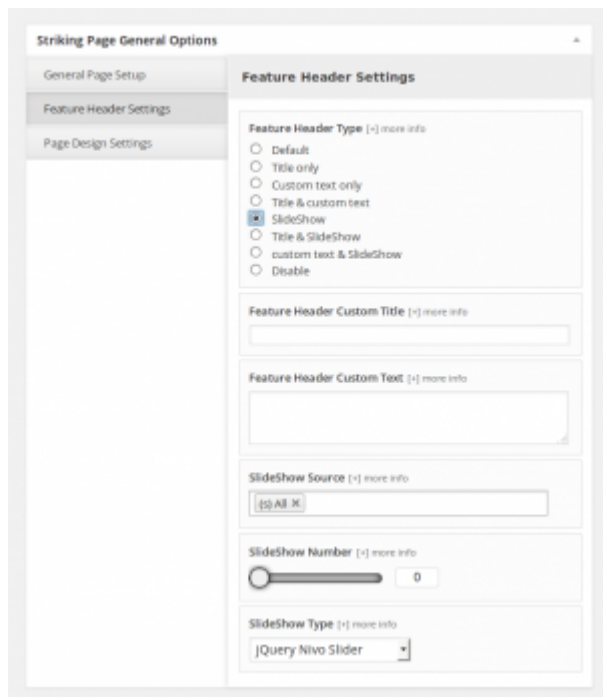 Striking Page General Options
General Page Setup
Feature Header Settings
Page Design Settings
Feature Header Settings
Feature Header Type [+] more info
Default
Title only
Custom text only
Title & custom text
SlideShow
Title & SlideShow
custom text & SlideShow
Disable
Feature Header Custom Title [+] more info
Feature Header Custom Text [+] more info
SlideShow Source [+] more info
{s} All ×
SlideShow Number [+] more info
0
SlideShow Type [+] more info
jQuery Nivo Slider